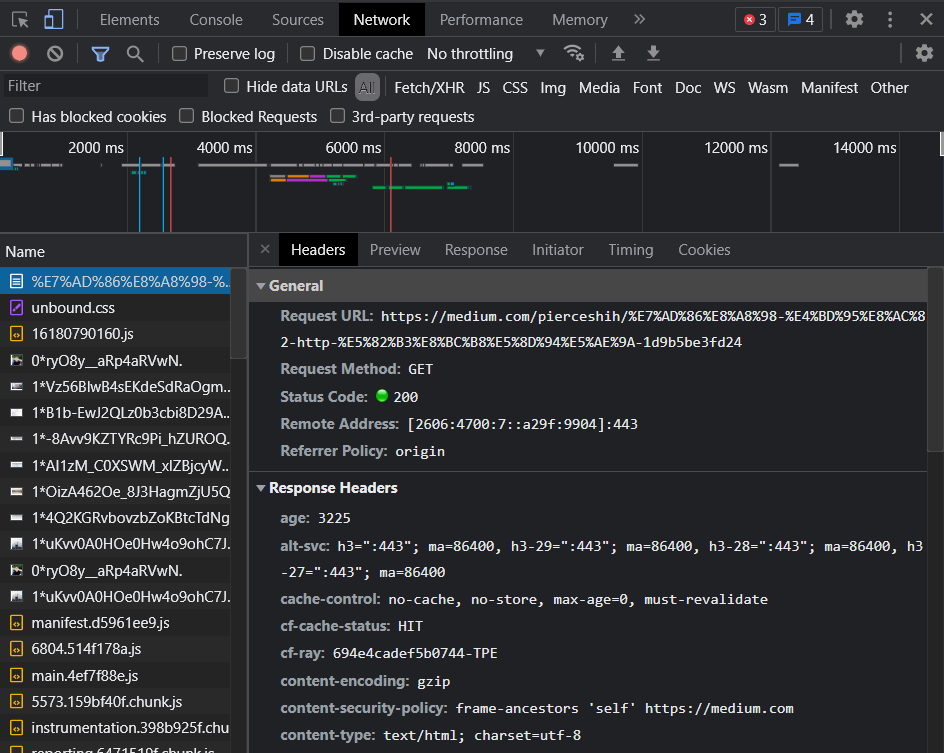 Elements Console Sources Network Performance Memory » 3 4
Preserve log Disable cache No throttling
Filter Hide data URLs All Fetch/XHR JS CSS Img Media Font Doc WS Wasm Manifest Other
Has blocked cookies Blocked Requests 3rd-party requests
2000 ms 4000 ms 6000 ms 8000 ms 10000 ms 12000 ms 14000 ms
Name
%E7%AD%86%E8%A8%98-%..
unbound.css
16180790160.js
0*ryO8y__aRp4aRVwN.
1*Vz56BlwB4sEKdeSdRaOgm..
1*B1b-EwJ2QLz0b3cbi8D29A..
1*-8Avv9KZTYRc9Pi_hZUROQ.
1*AI1zM_C0XSWM_xIZBjcyW..
1*OizA462Oe_8J3HagmZjU5Q
1*4Q2KGRvbovzbZoKBtcTdNg
1*uKvv0A0HOe0Hw4o9ohC7J.
0*ryO8y__aRp4aRVwN.
1*uKvv0A0HOe0Hw4o9ohC7J.
manifest.d5961ee9.js
6804.514f178a.js
main.4ef7f88e.js
5573.159bf40f.chunk.js
instrumentation.398b925f.chu
reporting.6471519f.chunk.js
Headers Preview Response Initiator Timing Cookies
General
Request URL: https://medium.com/pierceshih/%E7%AD%86%E8%A8%98-%E4%BD%95%E8%AC%8
2-http-%E5%82%B3%E8%BC%B8%E5%8D%94%E5%AE%9A-1d9b5be3fd24
Request Method: GET
Status Code: 200
Remote Address: [2606:4700:7::a29f:9904]:443
Referrer Policy: origin
Response Headers
age: 3225
alt-svc: h3=":443"; ma=86400, h3-29=":443"; ma=86400, h3-28=":443"; ma=86400, h3
-27=":443"; ma=86400
cache-control: no-cache, no-store, max-age=0, must-revalidate
cf-cache-status: HIT
cf-ray: 694e4cadef5b0744-TPE
content-encoding: gzip
content-security-policy: frame-ancestors 'self' https://medium.com
content-type: text/html; charset=utf-8